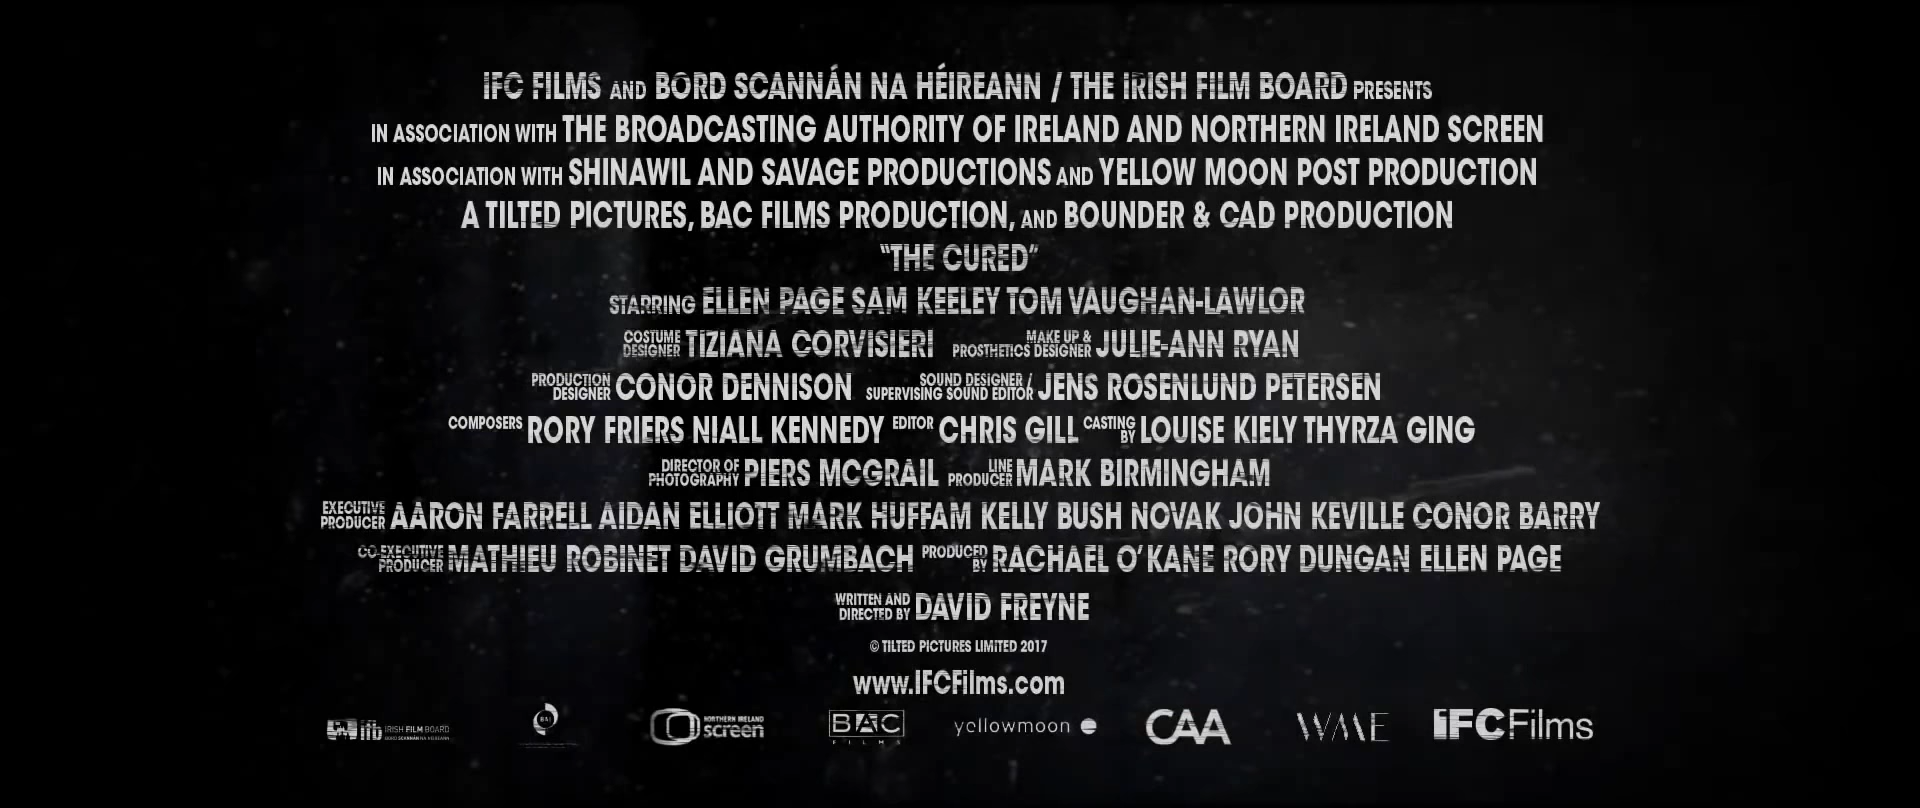 IFC FILMS AND BORD SCANNÁN NA HÉIREANN / THE IRISH FILM BOARD PRESENTS
IN ASSOCIATION WITH THE BROADCASTING AUTHORITY OF IRELAND AND NORTHERN IRELAND SCREEN
IN ASSOCIATION WITH SHINAWIL AND SAVAGE PRODUCTIONS AND YELLOW MOON POST PRODUCTION
A TILTED PICTURES, BAC FILMS PRODUCTION, AND BOUNDER & CAD PRODUCTION
“THE CURED”
STARRING ELLEN PAGE SAM KEELEY TOM VAUGHAN-LAWLOR
COSTUME DESIGNER TIZIANA CORVISIERI MAKE UP & PROSTHETICS DESIGNER JULIE-ANN RYAN
PRODUCTION DESIGNER CONOR DENNISON SOUND DESIGNER / SUPERVISING SOUND EDITOR JENS ROSENLUND PETERSEN
COMPOSERS RORY FRIERS NIALL KENNEDY EDITOR CHRIS GILL CASTING BY LOUISE KIELY THYRZA GING
DIRECTOR OF PHOTOGRAPHY PIERS MCGRAIL LINE PRODUCER MARK BIRMINGHAM
EXECUTIVE PRODUCER AARON FARRELL AIDAN ELLIOTT MARK HUFFAM KELLY BUSH NOVAK JOHN KEVILLE CONOR BARRY
CO-EXECUTIVE PRODUCER MATHIEU ROBINET DAVID GRUMBACH PRODUCED BY RACHAEL O’KANE RORY DUNGAN ELLEN PAGE
WRITTEN AND DIRECTED BY DAVID FREYNE
© TILTED PICTURES LIMITED 2017
www.IFCFilms.com
ifb IRISH FILM BOARD BORD SCANNÁN NA HÉIREANN BAI NORTHERN IRELAND screen BAC FILMS yellowmoon CAA WME IFC Films